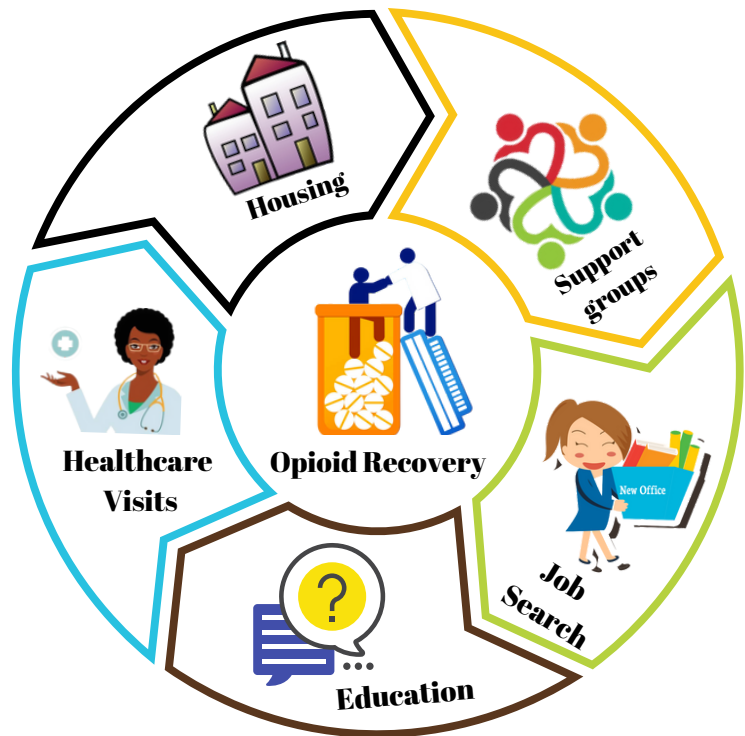 Housing
Support
groups
New Office
Job
Search
Education
Healthcare
Visits
Opioid Recovery
?